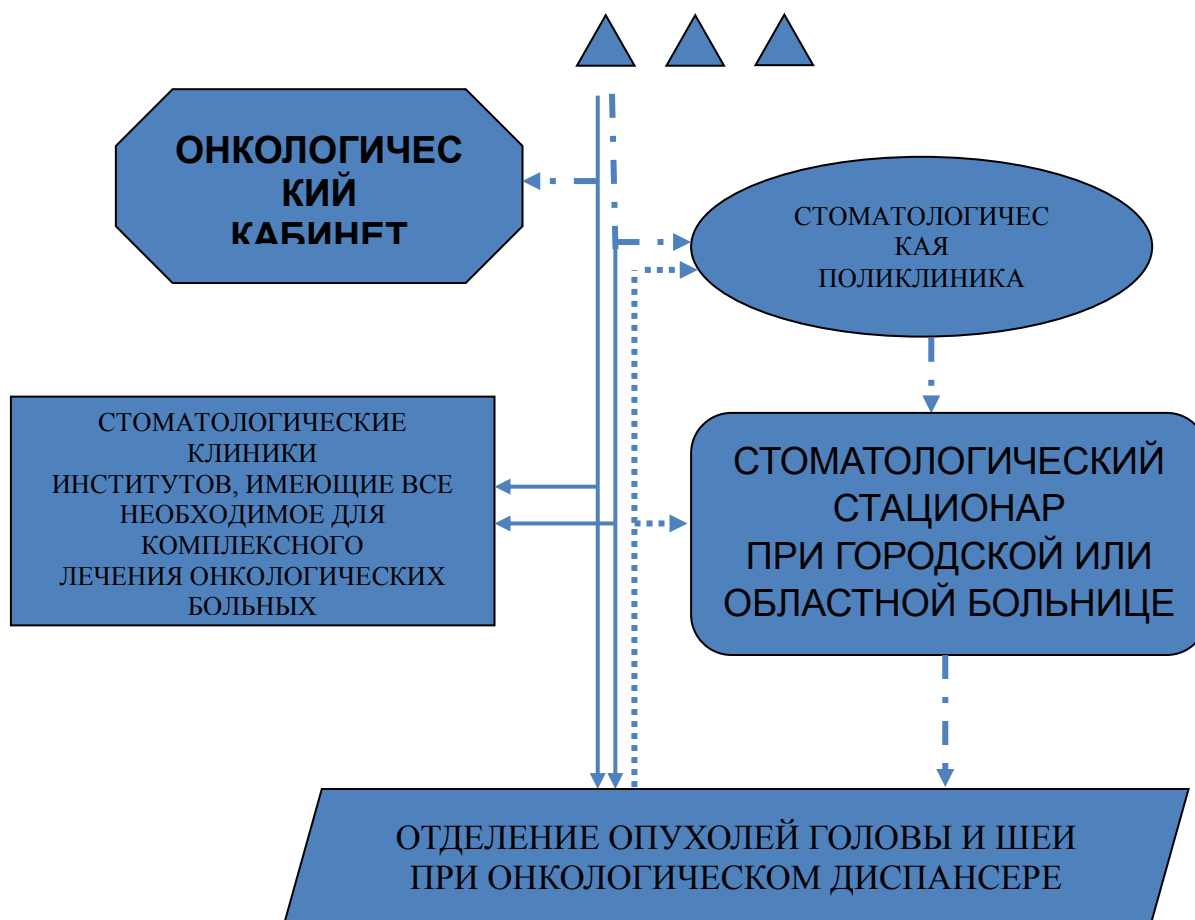 ОНКОЛОГИЧЕС
КИЙ
КАБИНЕТ
СТОМАТОЛОГИЧЕС
КАЯ
ПОЛИКЛИНИКА
СТОМАТОЛОГИЧЕСКИЕ
КЛИНИКИ
ИНСТИТУТОВ, ИМЕЮЩИЕ ВСЕ
НЕОБХОДИМОЕ ДЛЯ
КОМПЛЕКСНОГО
ЛЕЧЕНИЯ ОНКОЛОГИЧЕСКИХ
БОЛЬНЫХ
СТОМАТОЛОГИЧЕСКИЙ
СТАЦИОНАР
ПРИ ГОРОДСКОЙ ИЛИ
ОБЛАСТНОЙ БОЛЬНИЦЕ
ОТДЕЛЕНИЕ ОПУХОЛЕЙ ГОЛОВЫ И ШЕИ
ПРИ ОНКОЛОГИЧЕСКОМ ДИСПАНСЕРЕ